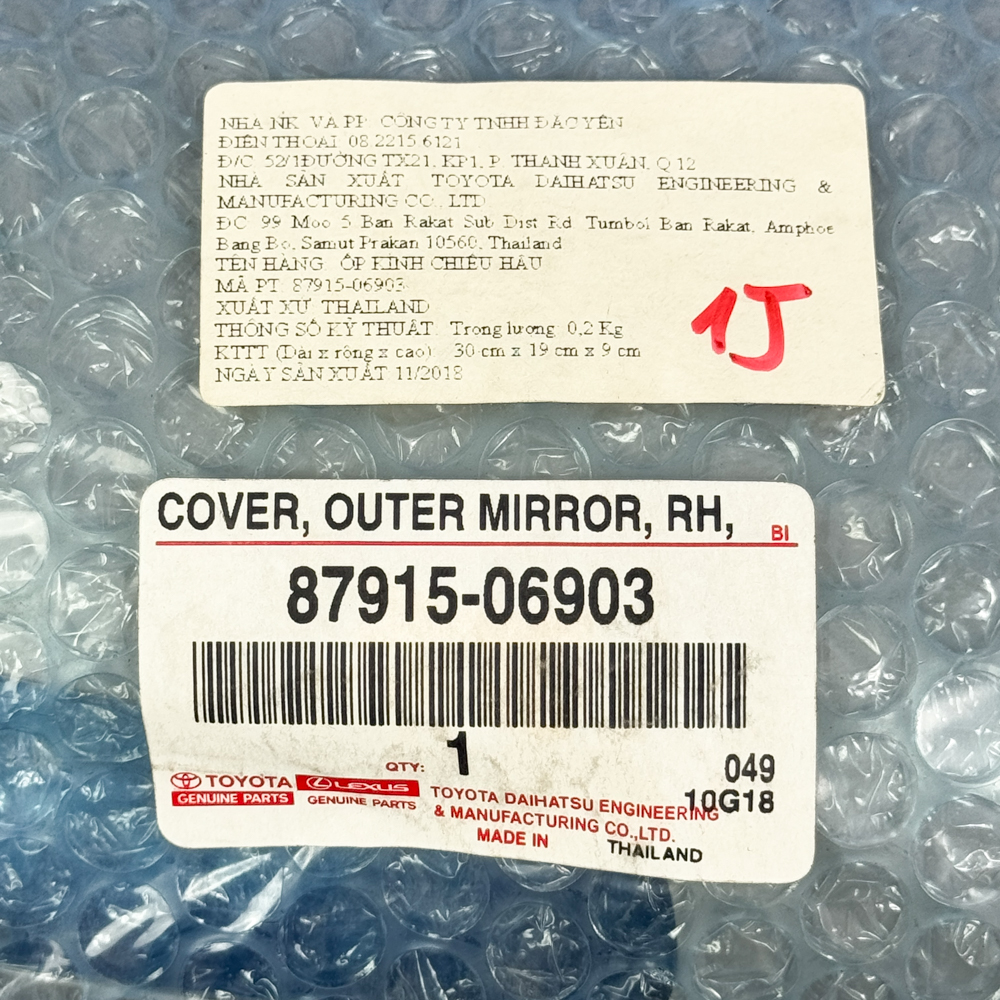 NHÀ NK VÀ PP CÔNG TY TNHH ĐẮC YẾN
ĐIỆN THOẠI 08.2215.6121
Đ/C 52/1 ĐƯỜNG TX21, KP1, P. THẠNH XUÂN, Q 12
NHÀ SẢN XUẤT TOYOTA DAIHATSU ENGINEERING &
MANUFACTURING CO., LTD
ĐC 99 Moo 5 Ban Rakat Sub Dist Rd Tumbol Ban Rakat, Amphoe
Bang Bo, Samut Prakan 10560, Thailand
TÊN HÀNG ỐP KÍNH CHIẾU HẬU
MÃ PT 87915-06903
XUẤT XỨ THAILAND
THÔNG SỐ KỸ THUẬT Trọng lượng 0,2 Kg
KTTT (Dài x rộng x cao) 30 cm x 19 cm x 9 cm
NGÀY SẢN XUẤT 11/2018
1J
COVER, OUTER MIRROR, RH,
BI
87915-06903
QTY: 1
049
10G18
TOYOTA
GENUINE PARTS
LEXUS
GENUINE PARTS
TOYOTA DAIHATSU ENGINEERING
& MANUFACTURING CO.,LTD.
MADE IN THAILAND